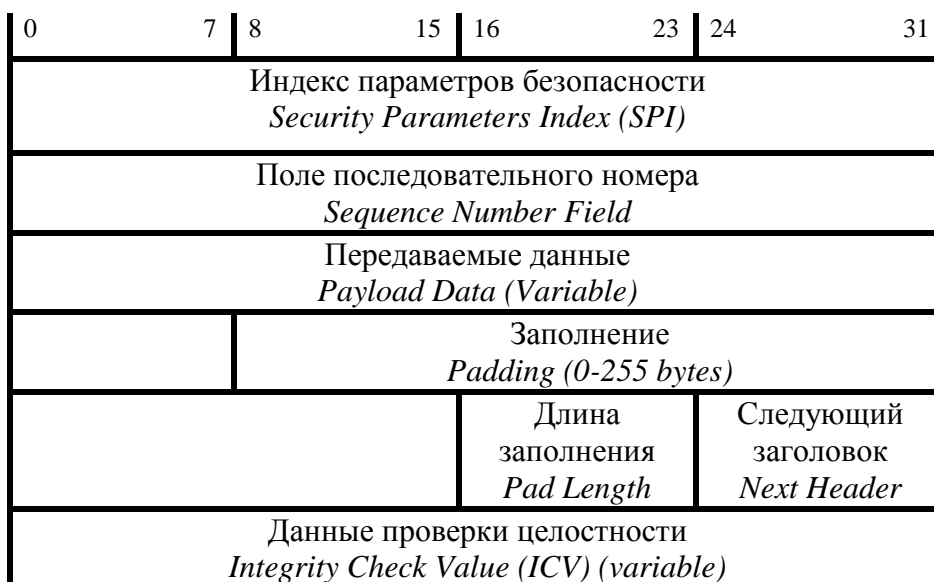 0 7 8 15 16 23 24 31
Индекс параметров безопасности
Security Parameters Index (SPI)
Поле последовательного номера
Sequence Number Field
Передаваемые данные
Payload Data (Variable)
Заполнение
Padding (0-255 bytes)
Длина
заполнения
Pad Length
Следующий
заголовок
Next Header
Данные проверки целостности
Integrity Check Value (ICV) (variable)